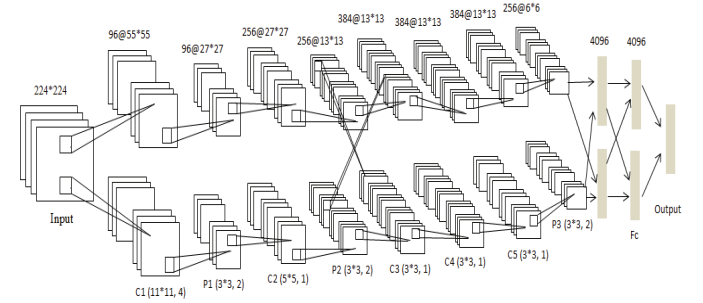 224*224
96@55*55
96@27*27
256@27*27
256@13*13
384@13*13
384@13*13
384@13*13
256@6*6
4096
4096
Input
Output
Fc
C1 (11*11, 4)
P1 (3*3, 2)
C2 (5*5, 1)
P2 (3*3, 2)
C3 (3*3, 1)
C4 (3*3, 1)
C5 (3*3, 1)
P3 (3*3, 2)